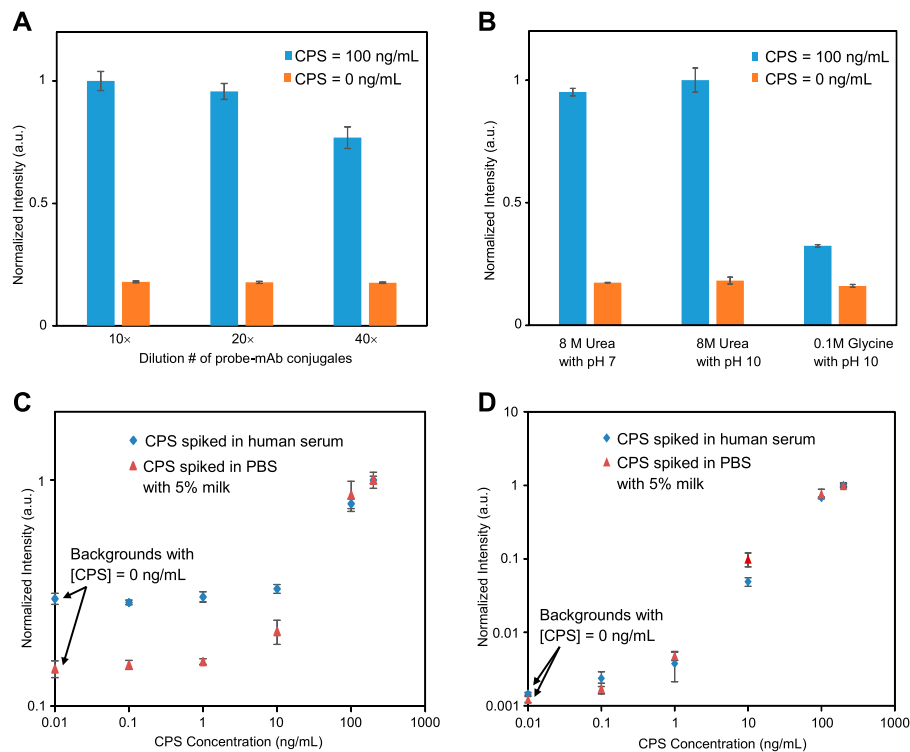 A
CPS = 100 ng/mL
CPS = 0 ng/mL
Normalized Intensity (a.u.)
1
0.5
0
10×
20×
40×
Dilution # of probe-mAb conjugales
B
CPS = 100 ng/mL
CPS = 0 ng/mL
Normalized Intensity (a.u.)
1
0.5
0
8 M Urea
with pH 7
8M Urea
with pH 10
0.1M Glycine
with pH 10
C
CPS spiked in human serum
CPS spiked in PBS
with 5% milk
Backgrounds with
[CPS] = 0 ng/mL
Normalized Intensity (a.u.)
1
0.1
0.01
0.1
1
10
100
1000
CPS Concentration (ng/mL)
D
CPS spiked in human serum
CPS spiked in PBS
with 5% milk
Backgrounds with
[CPS] = 0 ng/mL
Normalized Intensity (a.u.)
10
1
0.1
0.01
0.001
0.01
0.1
1
10
100
1000
CPS Concentration (ng/mL)